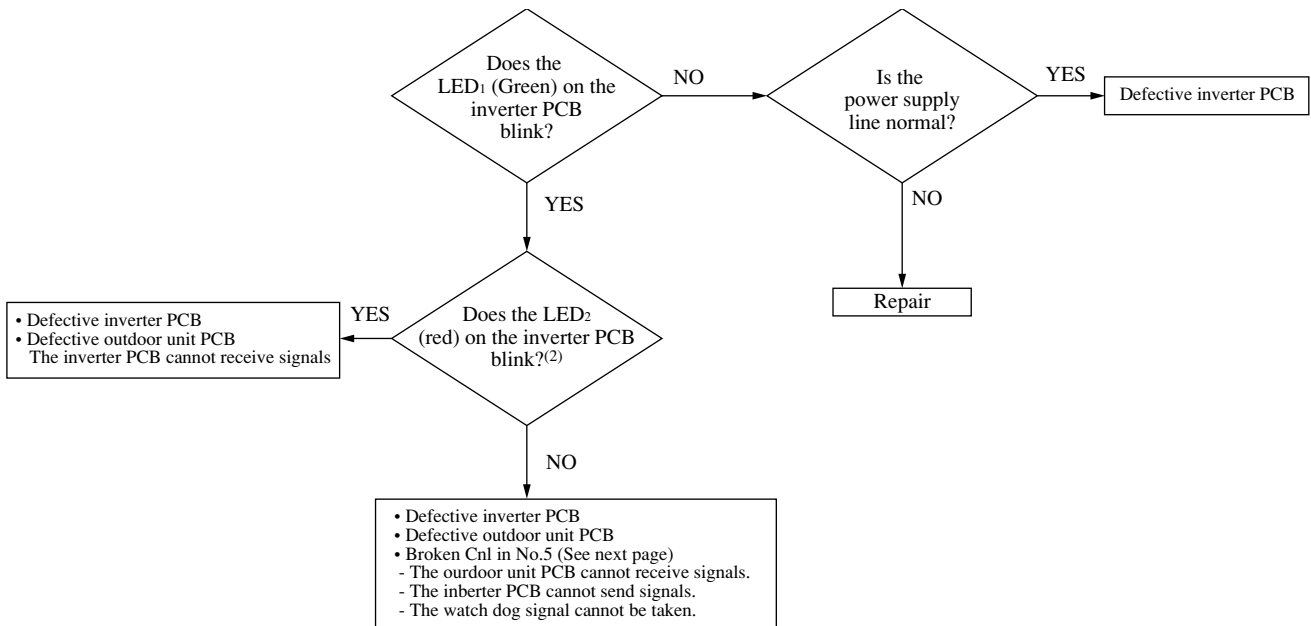 Does the
LED₁ (Green) on the
inverter PCB
blink?
NO
Is the
power supply
line normal?
YES
Defective inverter PCB
YES
NO
Repair
Does the LED₂
(red) on the inverter PCB
blink?⁽²⁾
YES
• Defective inverter PCB
• Defective outdoor unit PCB
The inverter PCB cannot receive signals
NO
• Defective inverter PCB
• Defective outdoor unit PCB
• Broken Cnl in No.5 (See next page)
- The ourdoor unit PCB cannot receive signals.
- The inberter PCB cannot send signals.
- The watch dog signal cannot be taken.